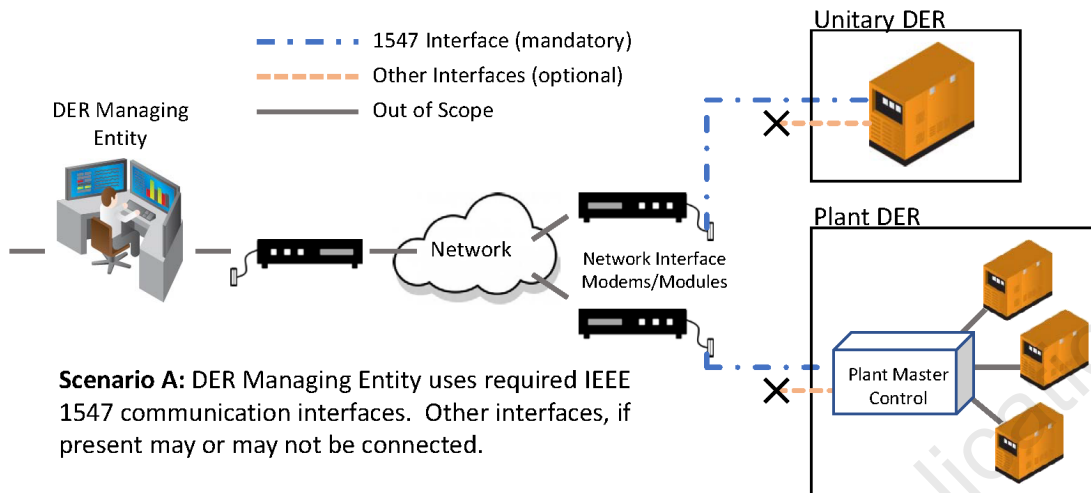 Unitary DER
1547 Interface (mandatory)
Other Interfaces (optional)
Out of Scope
DER Managing
Entity
Network
Network Interface
Modems/Modules
Plant DER
Plant Master
Control
Scenario A: DER Managing Entity uses required IEEE
1547 communication interfaces.  Other interfaces, if
present may or may not be connected.